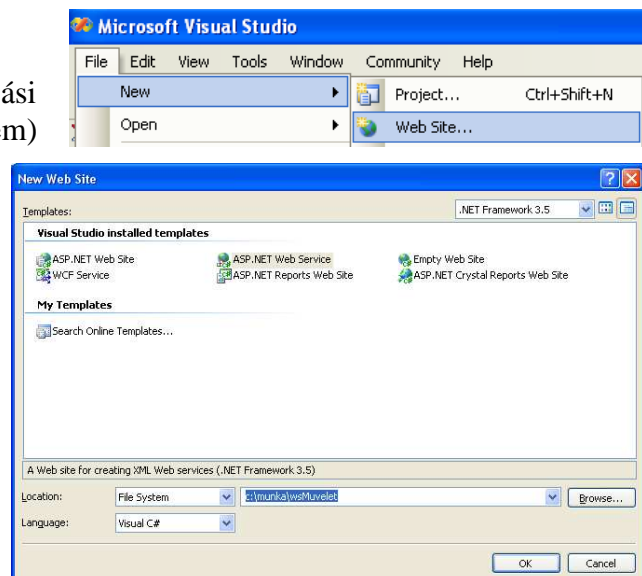 Microsoft Visual Studio
File Edit View Tools Window Community Help
ási
New Project... Ctrl+Shift+N
em)
Open Web Site...
New Web Site
Templates: .NET Framework 3.5
Visual Studio installed templates
ASP.NET Web Site ASP.NET Web Service Empty Web Site
WCF Service ASP.NET Reports Web Site ASP.NET Crystal Reports Web Site
My Templates
Search Online Templates...
A Web site for creating XML Web services (.NET Framework 3.5)
Location: File System c:\munka\wsMuvelet Browse...
Language: Visual C#
OK Cancel